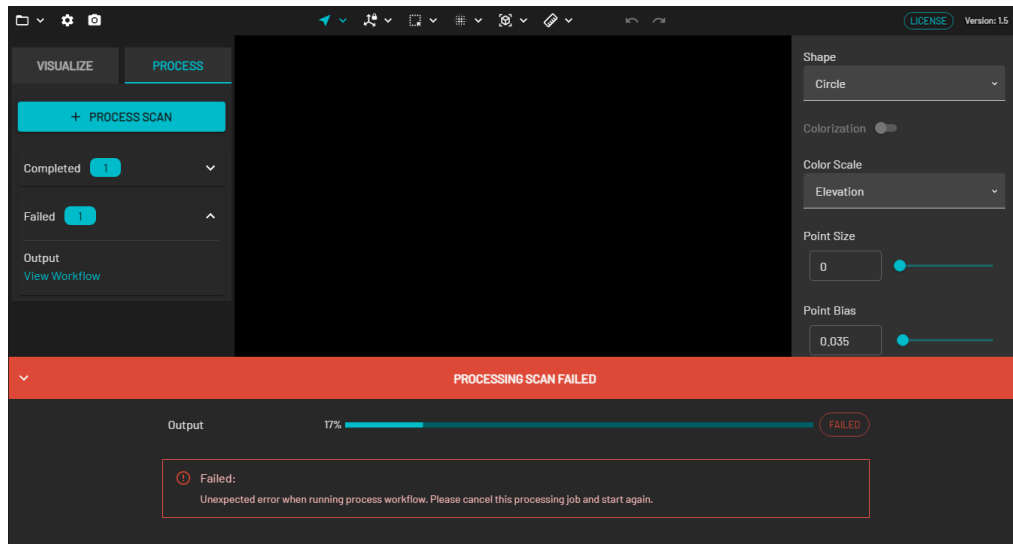 LICENSE
Version: 1.5
VISUALIZE
PROCESS
+ PROCESS SCAN
Completed 1
Failed 1
Output
View Workflow
Shape
Circle
Colorization
Color Scale
Elevation
Point Size
0
Point Bias
0.035
PROCESSING SCAN FAILED
Output 17% FAILED
Failed:
Unexpected error when running process workflow. Please cancel this processing job and start again.